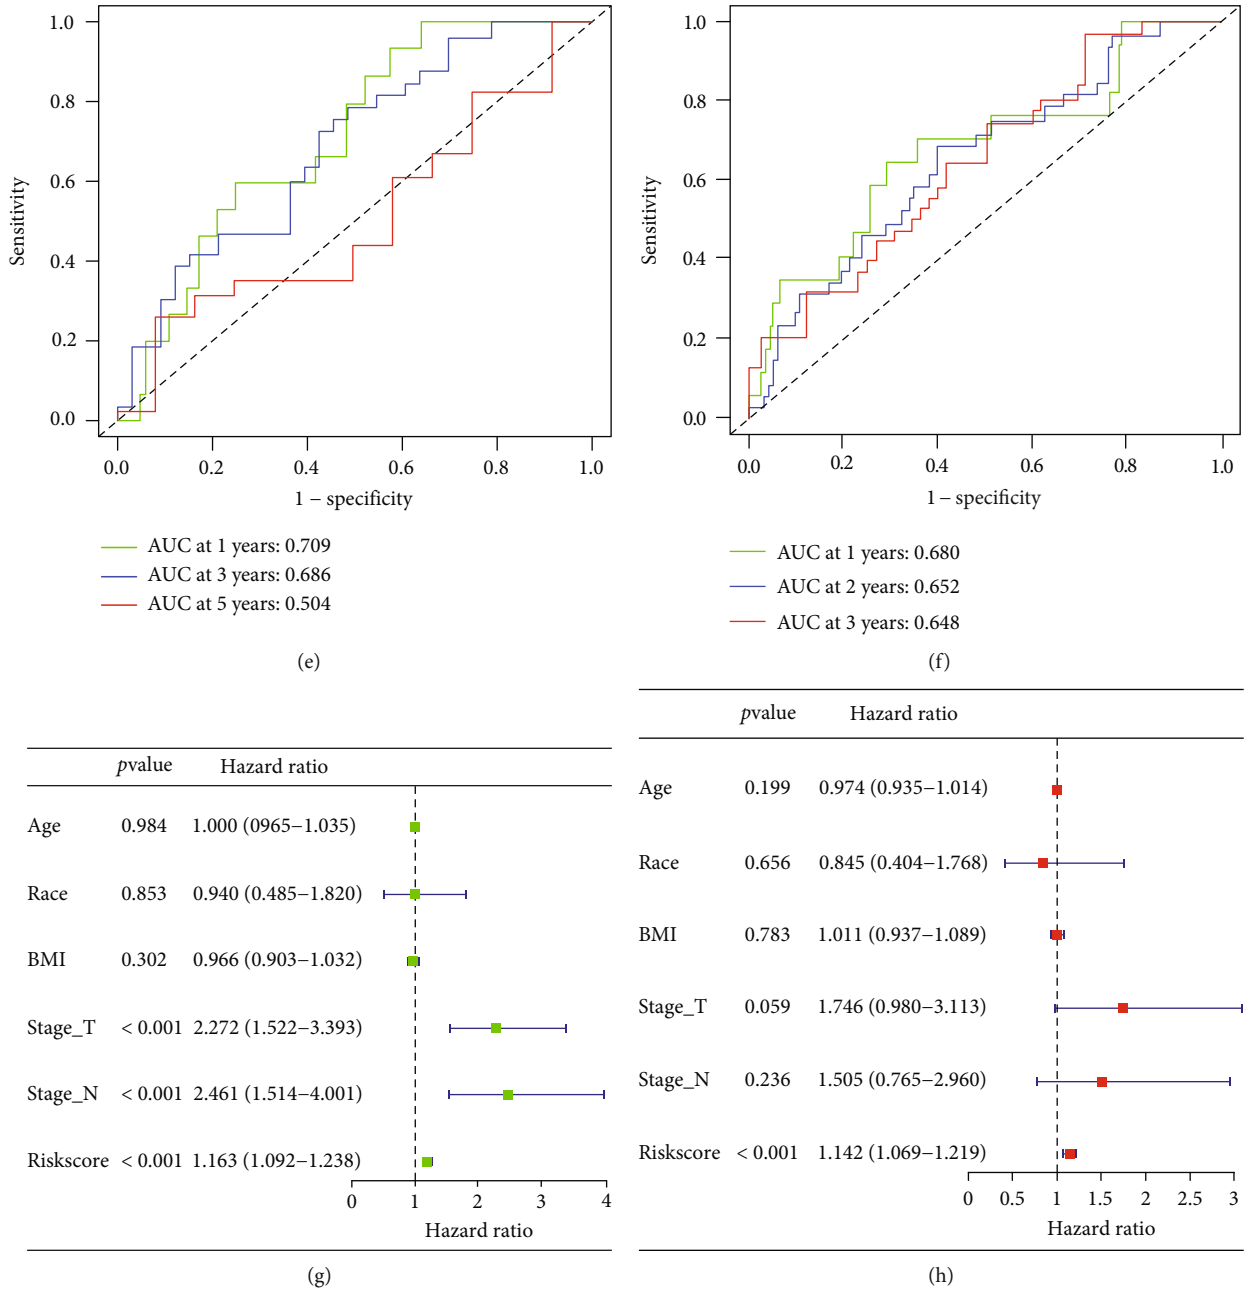 1.0
0.8
0.6
0.4
0.2
0.0
Sensitivity
0.0 0.2 0.4 0.6 0.8 1.0
1 − specificity
AUC at 1 years: 0.709
AUC at 3 years: 0.686
AUC at 5 years: 0.504
(e)
1.0
0.8
0.6
0.4
0.2
0.0
Sensitivity
0.0 0.2 0.4 0.6 0.8 1.0
1 − specificity
AUC at 1 years: 0.680
AUC at 2 years: 0.652
AUC at 3 years: 0.648
(f)
pvalue Hazard ratio
Age 0.984 1.000 (0965−1.035)
Race 0.853 0.940 (0.485−1.820)
BMI 0.302 0.966 (0.903−1.032)
Stage_T < 0.001 2.272 (1.522−3.393)
Stage_N < 0.001 2.461 (1.514−4.001)
Riskscore < 0.001 1.163 (1.092−1.238)
0 1 2 3 4
Hazard ratio
(g)
pvalue Hazard ratio
Age 0.199 0.974 (0.935−1.014)
Race 0.656 0.845 (0.404−1.768)
BMI 0.783 1.011 (0.937−1.089)
Stage_T 0.059 1.746 (0.980−3.113)
Stage_N 0.236 1.505 (0.765−2.960)
Riskscore < 0.001 1.142 (1.069−1.219)
0 0.5 1 1.5 2 2.5 3
Hazard ratio
(h)